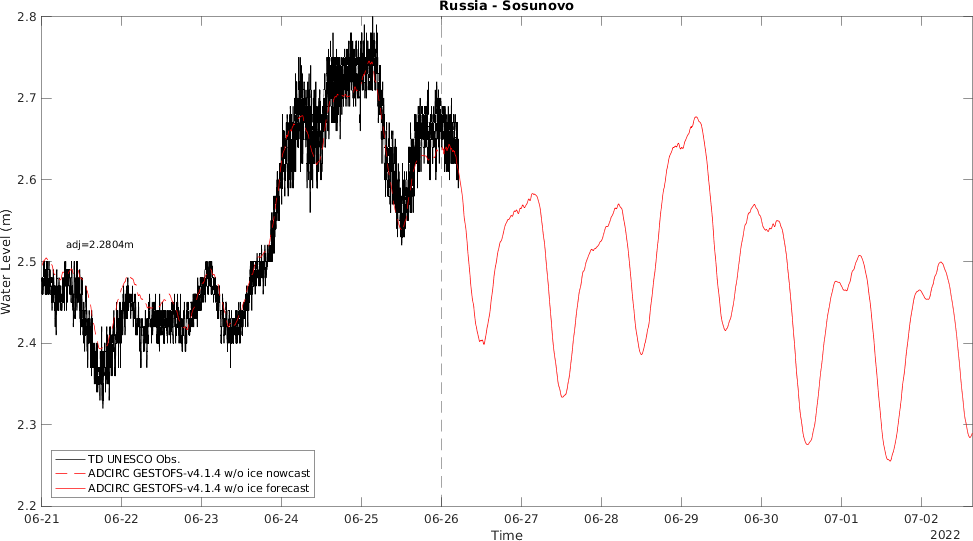 Russia - Sosunovo
2.8
2.7
2.6
2.5
2.4
2.3
2.2
Water Level (m)
adj=2.2804m
TD UNESCO Obs.
ADCIRC GESTOFS-v4.1.4 w/o ice nowcast
ADCIRC GESTOFS-v4.1.4 w/o ice forecast
06-21 06-22 06-23 06-24 06-25 06-26 06-27 06-28 06-29 06-30 07-01 07-02
Time
2022